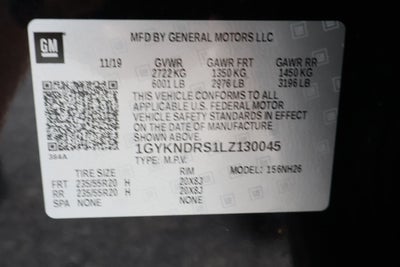 GM
MFD BY GENERAL MOTORS LLC
11/19 GVWR GAWR FRT GAWR RR
2722 KG 1350 KG 1450 KG
6001 LB 2976 LB 3196 LB
THIS VEHICLE CONFORMS TO ALL
APPLICABLE U.S. FEDERAL MOTOR
VEHICLE SAFETY STANDARDS IN EFFECT
ON THE DATE OF MANUFACTURE
SHOWN ABOVE.
394A
1GYKNDRS1LZ130045
TYPE: M.P.V.
TIRE SIZE RIM MODEL: 156NH26
FRT 235/55R20 H 20X8J
RR 235/55R20 H 20X8J
SPA NONE NONE